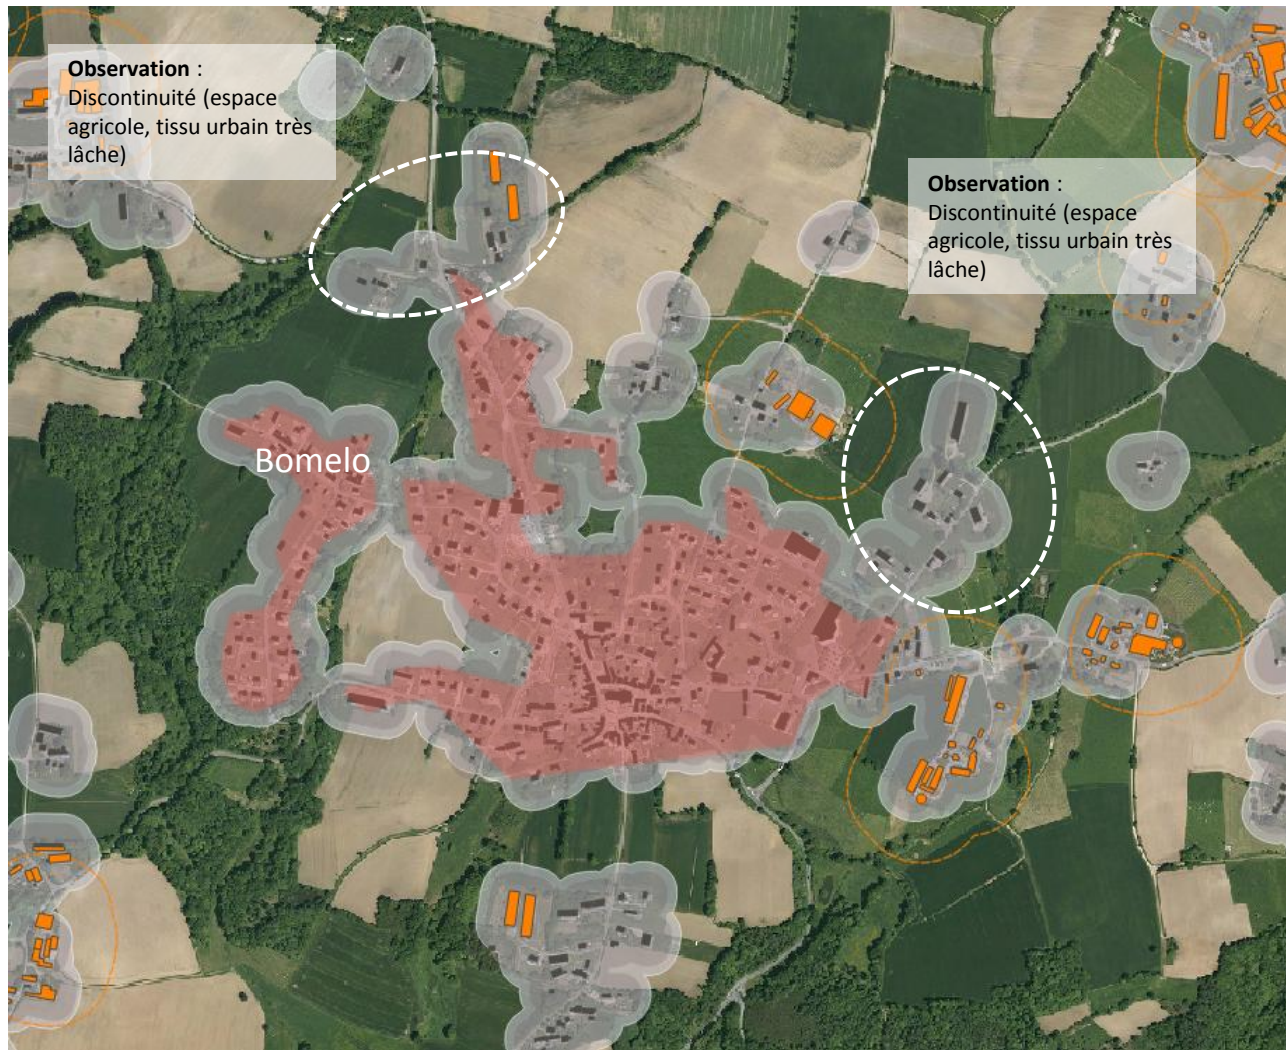 Observation :
Discontinuité (espace
agricole, tissu urbain très
lâche)
Observation :
Discontinuité (espace
agricole, tissu urbain très
lâche)
Bomelo